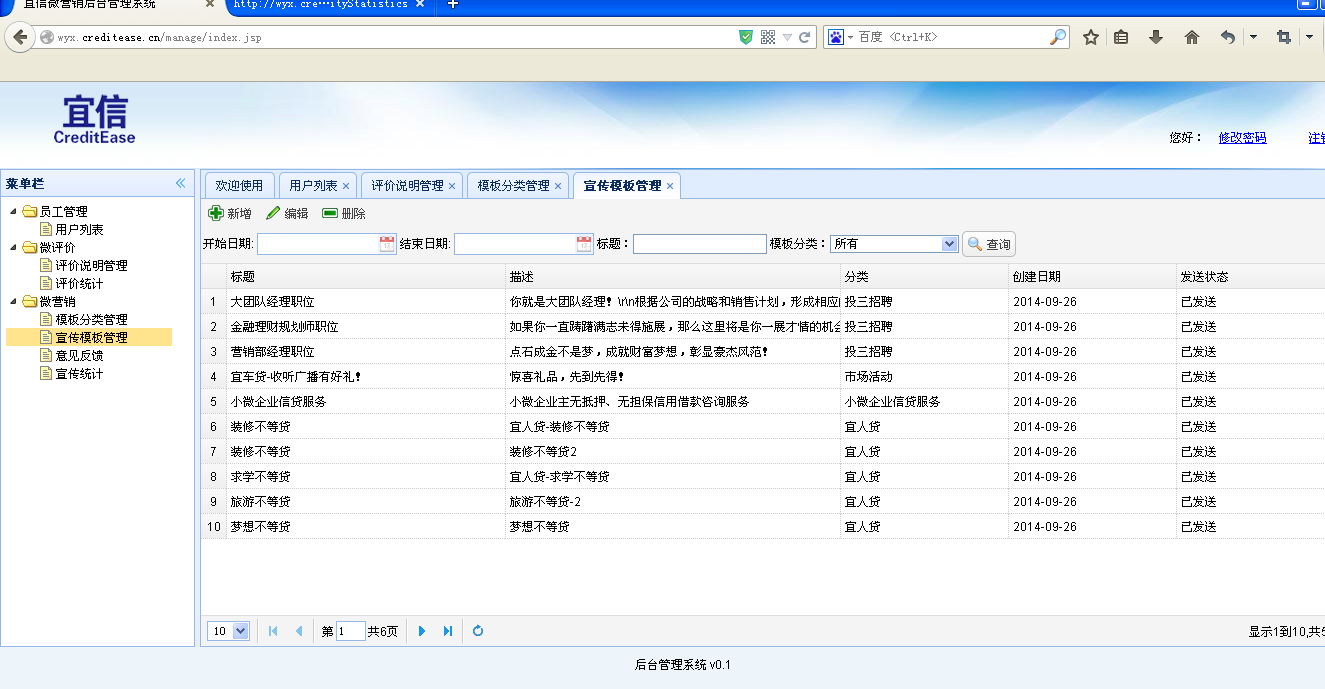 宜信微营销后台管理系统 http://wyx.cre…ityStatistics
wyx.creditease.cn/manage/index.jsp 百度 <Ctrl+K>
宜信
CreditEase
您好： 修改密码
菜单栏
员工管理
用户列表
微评价
评价说明管理
评价统计
微营销
模板分类管理
宣传模板管理
意见反馈
宣传统计
欢迎使用 用户列表 评价说明管理 模板分类管理 宣传模板管理
新增 编辑 删除
开始日期: 结束日期: 标题： 模板分类： 所有 查询
标题 描述 分类 创建日期 发送状态
1 大团队经理职位 你就是大团队经理！\r\n根据公司的战略和销售计划，形成相应 投三招聘 2014-09-26 已发送
2 金融理财规划师职位 如果你一直踌躇满志未得施展，那么这里将是你一展才情的机会 投三招聘 2014-09-26 已发送
3 营销部经理职位 点石成金不是梦，成就财富梦想，彰显豪杰风范！ 投三招聘 2014-09-26 已发送
4 宜车贷-收听广播有好礼！ 惊喜礼品，先到先得！ 市场活动 2014-09-26 已发送
5 小微企业信贷服务 小微企业主无抵押、无担保信用借款咨询服务 小微企业信贷服务 2014-09-26 已发送
6 装修不等贷 宜人贷-装修不等贷 宜人贷 2014-09-26 已发送
7 装修不等贷 装修不等贷2 宜人贷 2014-09-26 已发送
8 求学不等贷 宜人贷-求学不等贷 宜人贷 2014-09-26 已发送
9 旅游不等贷 旅游不等贷-2 宜人贷 2014-09-26 已发送
10 梦想不等贷 梦想不等贷 宜人贷 2014-09-26 已发送
10 第 1 共6页 显示1到10,共5
后台管理系统 v0.1